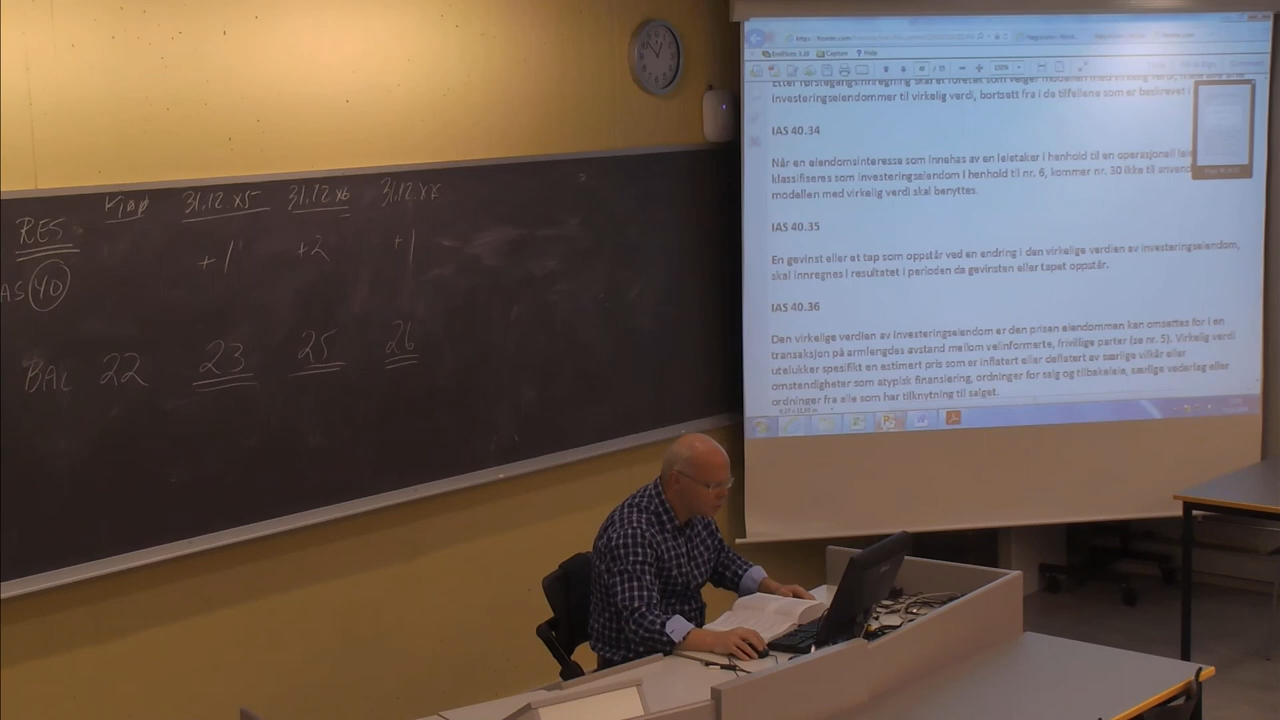 Kjøp 31.12.x5 31.12.x6 31.12.x7
RES
+1 +2 +1
AS 40
BAL 22 23 25 26
EndNote Capture Help
investeringseiendommer til virkelig verdi, bortsett fra i de tilfellene som er beskrevet i
IAS 40.34
Når en eiendomsinteresse som innehas av en leietaker i henhold til en operasjonell
klassifiseres som investeringseiendom i henhold til nr. 6, kommer nr. 30 ikke til
modellen med virkelig verdi skal benyttes.
IAS 40.35
En gevinst eller et tap som oppstår ved en endring i den virkelige verdien av investeringseiendom,
skal innregnes i resultatet i perioden da gevinsten eller tapet oppstår.
IAS 40.36
Den virkelige verdien av investeringseiendom er den prisen eiendommen kan omsettes for i en
transaksjon på armlengdes avstand mellom velinformerte, frivillige parter (se nr. 5). Virkelig verdi
utelukker spesifikt en estimert pris som er inflatert eller deflatert av særlige vilkår eller
omstendigheter som atypisk finansiering, ordninger for salg og tilbakeleie, særlige vederlag eller
ordninger fra alle som har tilknytning til salget.